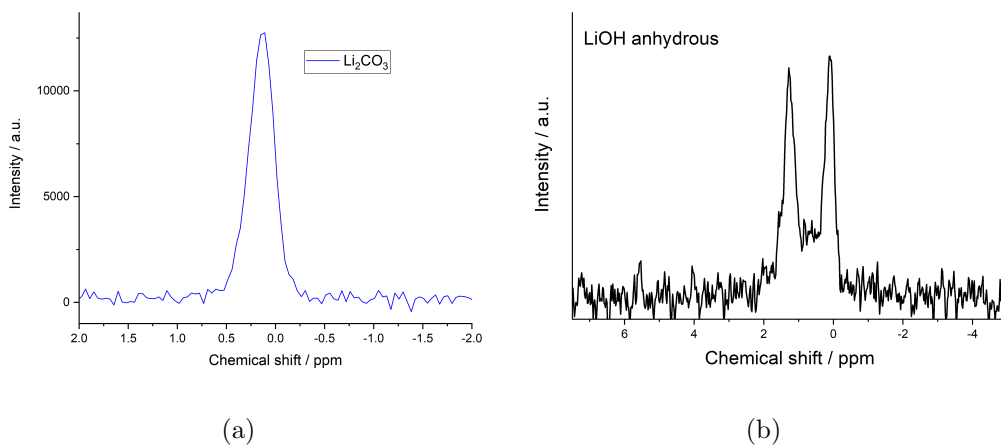 Li₂CO₃
10000
5000
0
Intensity / a.u.
2.0 1.5 1.0 0.5 0.0 -0.5 -1.0 -1.5 -2.0
Chemical shift / ppm
(a)
LiOH anhydrous
Intensity / a.u.
6 4 2 0 -2 -4
Chemical shift / ppm
(b)